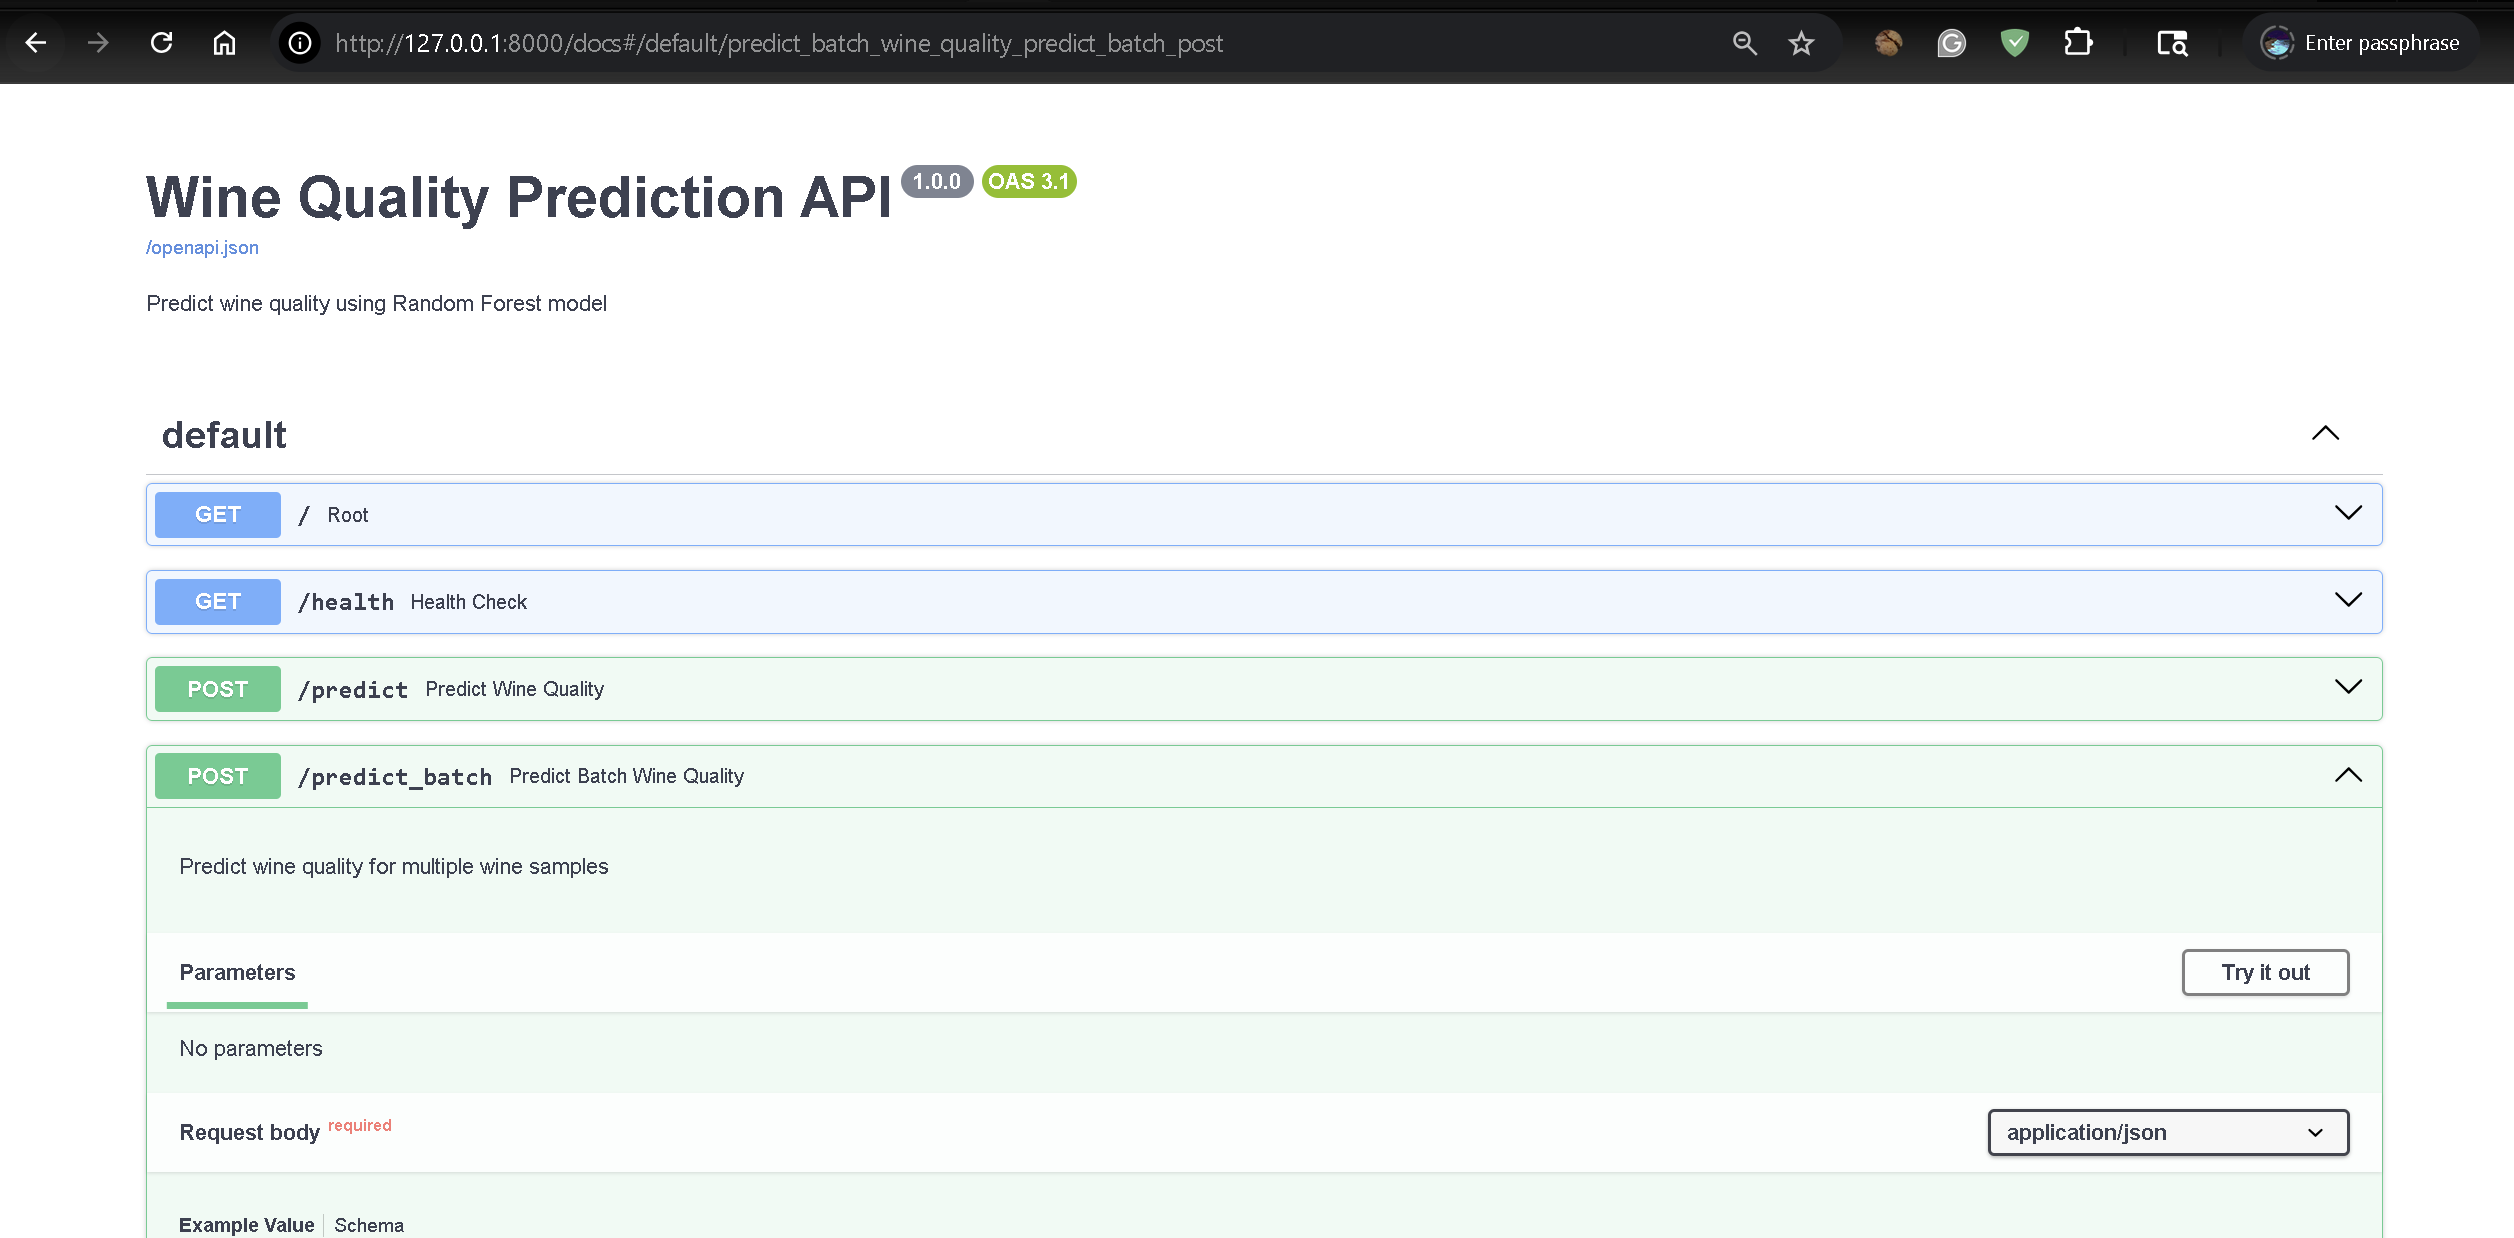 http://127.0.0.1:8000/docs#/default/predict_batch_wine_quality_predict_batch_post
Enter passphrase
Wine Quality Prediction API 1.0.0 OAS 3.1
/openapi.json
Predict wine quality using Random Forest model
default
GET / Root
GET /health Health Check
POST /predict Predict Wine Quality
POST /predict_batch Predict Batch Wine Quality
Predict wine quality for multiple wine samples
Parameters Try it out
No parameters
Request body required application/json
Example Value Schema